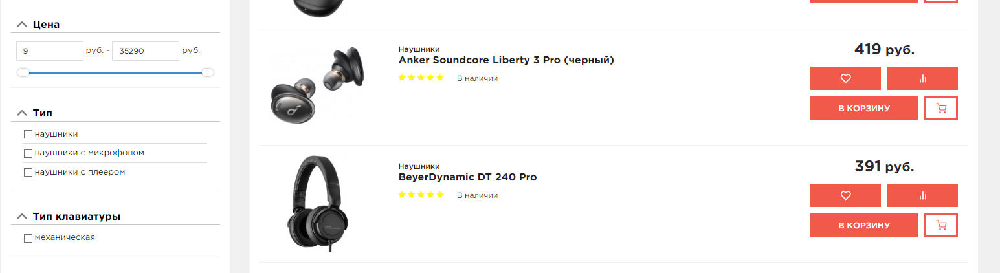 Цена
9 руб. - 35290 руб.
Тип
наушники
наушники с микрофоном
наушники с плеером
Тип клавиатуры
механическая
Наушники
Anker Soundcore Liberty 3 Pro (черный)
В наличии
419 руб.
В КОРЗИНУ
Наушники
BeyerDynamic DT 240 Pro
В наличии
391 руб.
В КОРЗИНУ